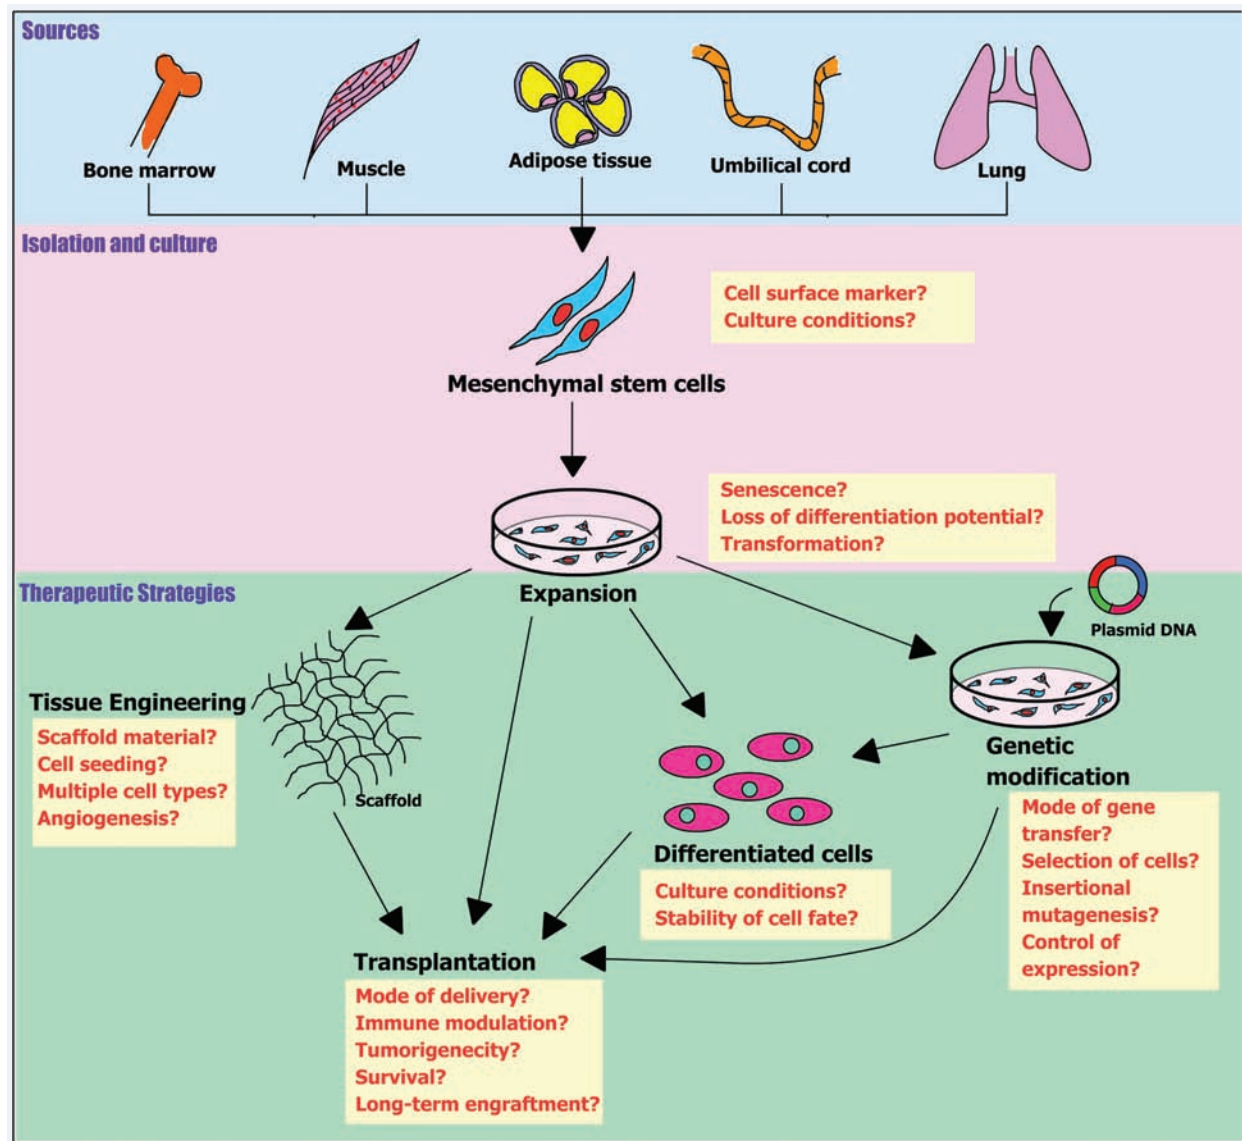 Sources
Bone marrow
Muscle
Adipose tissue
Umbilical cord
Lung
Isolation and culture
Cell surface marker?
Culture conditions?
Mesenchymal stem cells
Senescence?
Loss of differentiation potential?
Transformation?
Therapeutic Strategies
Expansion
Plasmid DNA
Tissue Engineering
Scaffold material?
Cell seeding?
Multiple cell types?
Angiogenesis?
Scaffold
Genetic
modification
Mode of gene
transfer?
Selection of cells?
Insertional
mutagenesis?
Control of
expression?
Differentiated cells
Culture conditions?
Stability of cell fate?
Transplantation
Mode of delivery?
Immune modulation?
Tumorigenecity?
Survival?
Long-term engraftment?